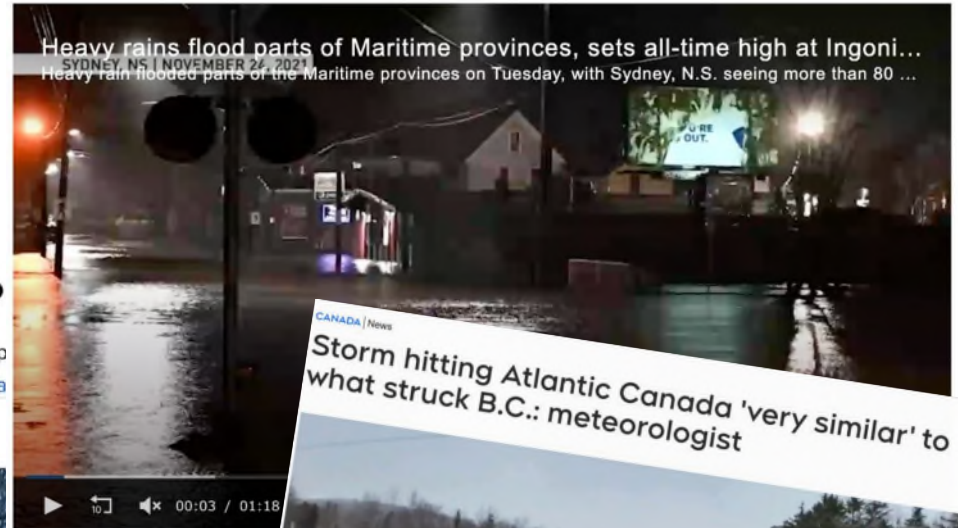 Heavy rains flood parts of Maritime provinces, sets all-time high at Ingoni...
SYDNEY, NS | NOVEMBER 24, 2021
Heavy rain flooded parts of the Maritime provinces on Tuesday, with Sydney, N.S. seeing more than 80 ...
OUT.
10
00:03 / 01:18
CANADA | News
Storm hitting Atlantic Canada 'very similar' to
what struck B.C.: meteorologist